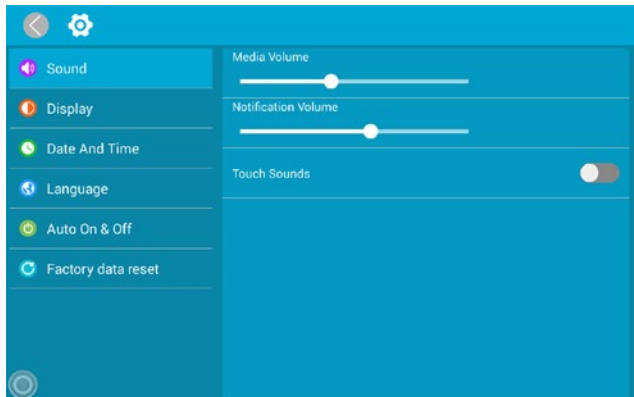 Sound
Display
Date And Time
Language
Auto On & Off
Factory data reset
Media Volume
Notification Volume
Touch Sounds